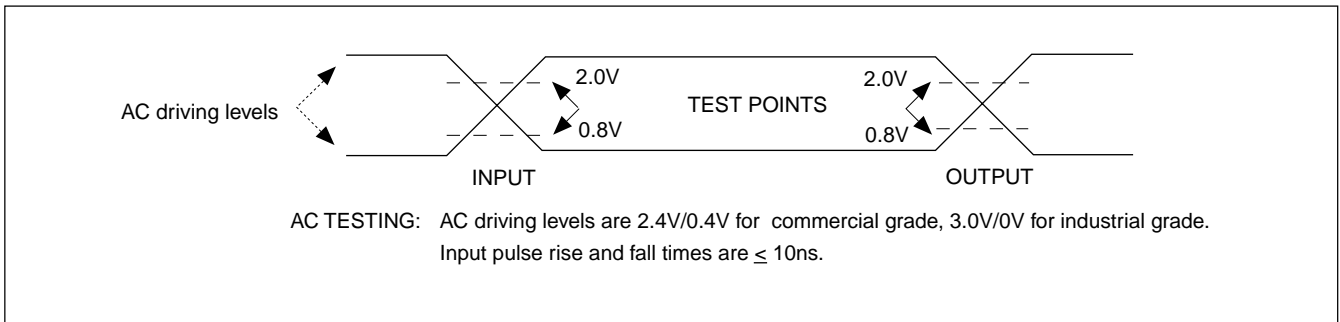 AC driving levels
2.0V
0.8V
TEST POINTS
2.0V
0.8V
INPUT
OUTPUT
AC TESTING: AC driving levels are 2.4V/0.4V for commercial grade, 3.0V/0V for industrial grade.
Input pulse rise and fall times are ≤ 10ns.